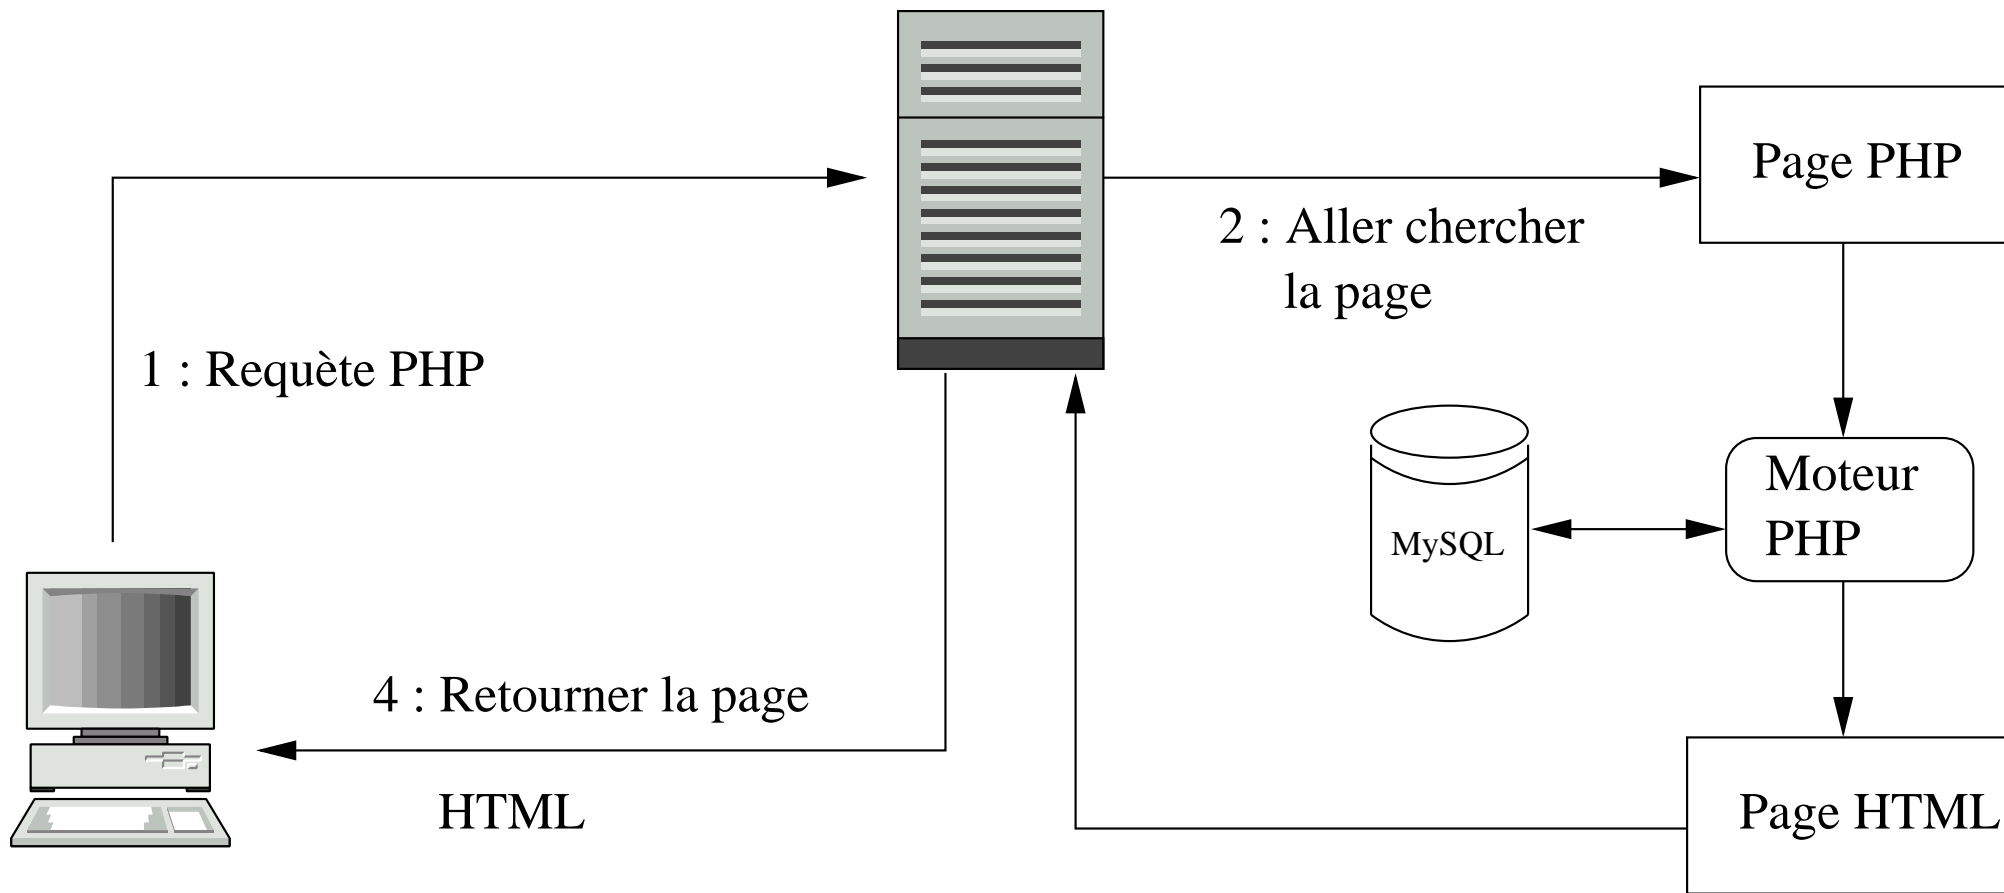 Page PHP
2 : Aller chercher
la page
1 : Requète PHP
Moteur
PHP
MySQL
4 : Retourner la page
HTML
Page HTML